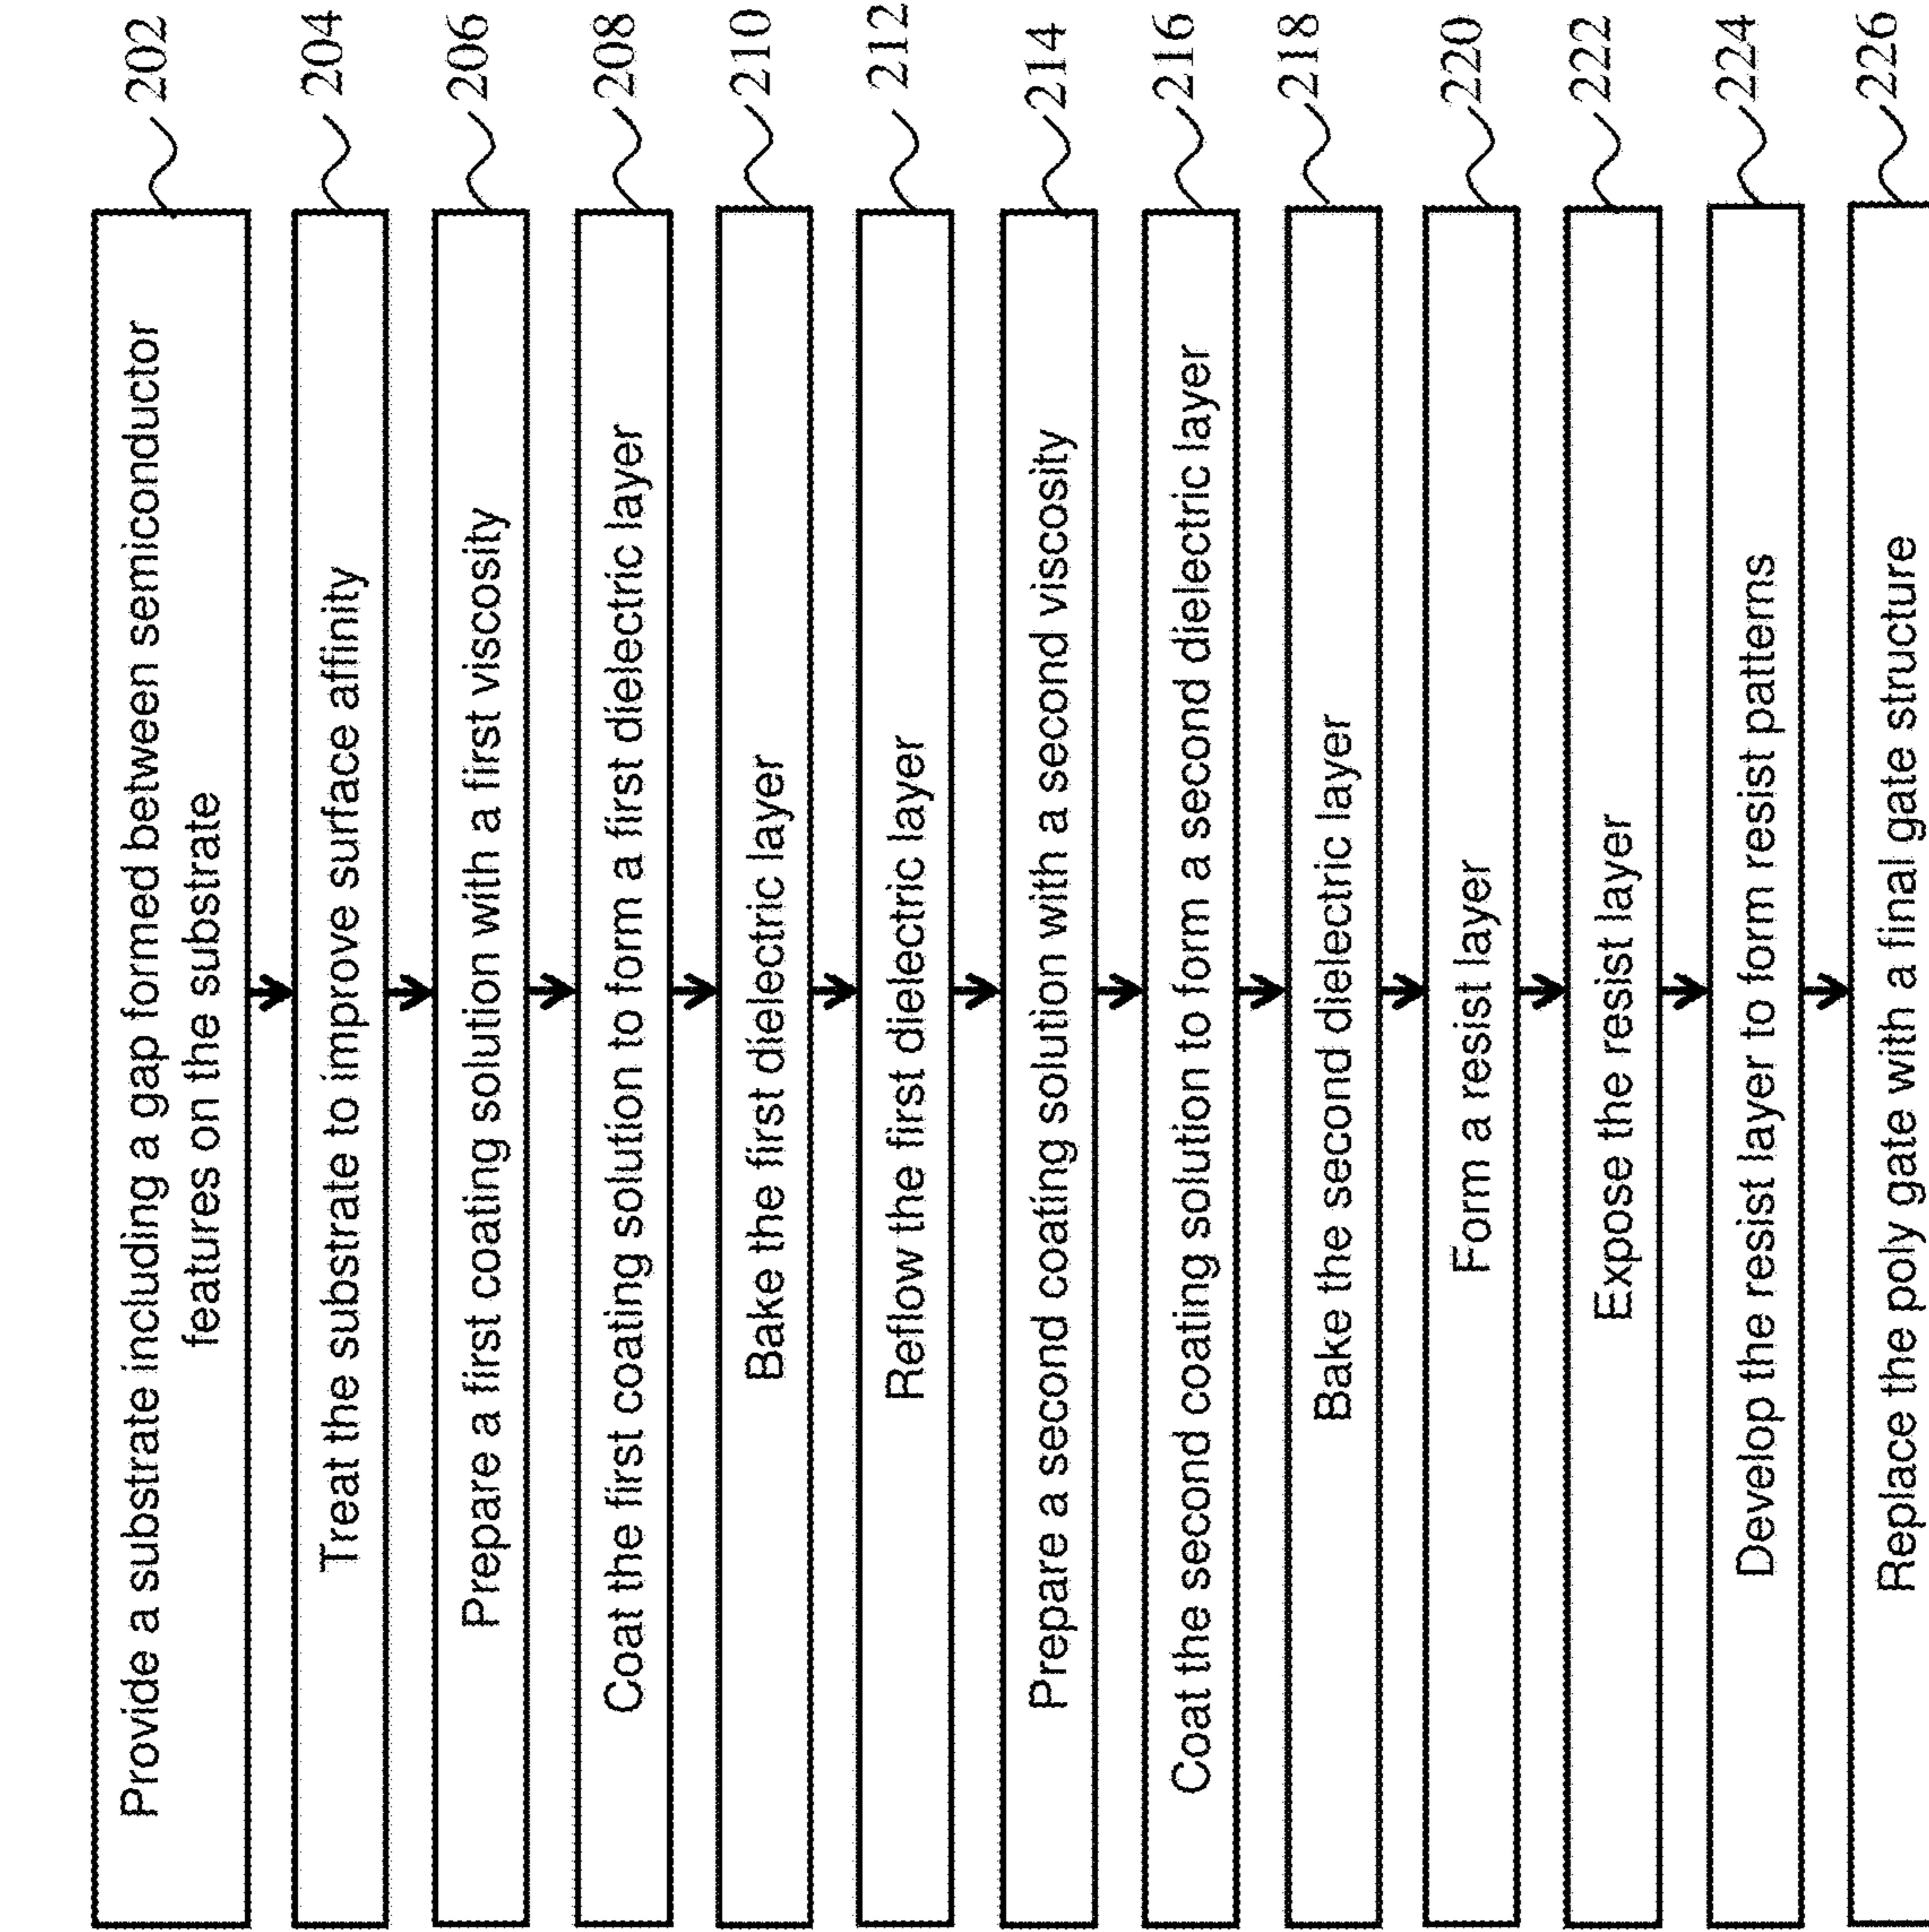 Provide a substrate including a gap formed between semiconductor
features on the substrate
202
Treat the substrate to improve surface affinity
204
Prepare a first coating solution with a first viscosity
206
Coat the first coating solution to form a first dielectric layer
208
Bake the first dielectric layer
210
Reflow the first dielectric layer
212
Prepare a second coating solution with a second viscosity
214
Coat the second coating solution to form a second dielectric layer
216
Bake the second dielectric layer
218
Form a resist layer
220
Expose the resist layer
222
Develop the resist layer to form resist patterns
224
Replace the poly gate with a final gate structure
226